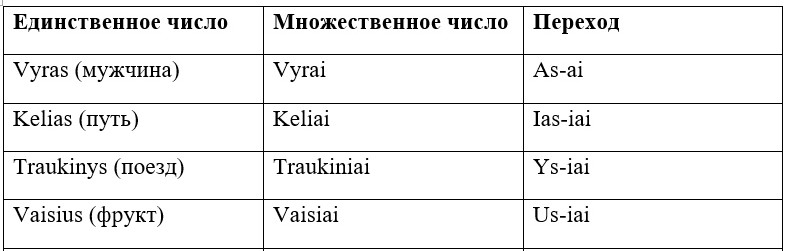 Единственное число Множественное число Переход
Vyras (мужчина) Vyrai As-ai
Kelias (путь) Keliai Ias-iai
Traukinys (поезд) Traukiniai Ys-iai
Vaisius (фрукт) Vaisiai Us-iai